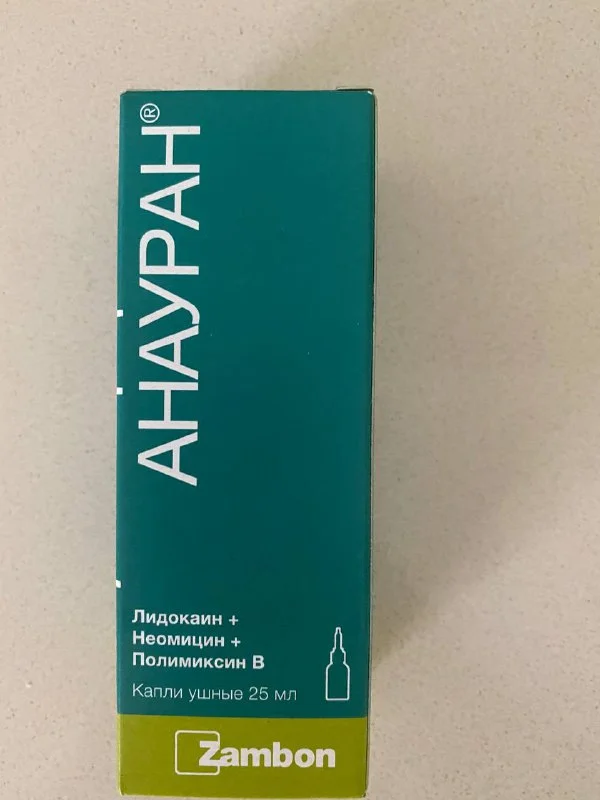 АНАУРАН®
Лидокаин +
Неомицин +
Полимиксин В
Капли ушные 25 мл
Zambon